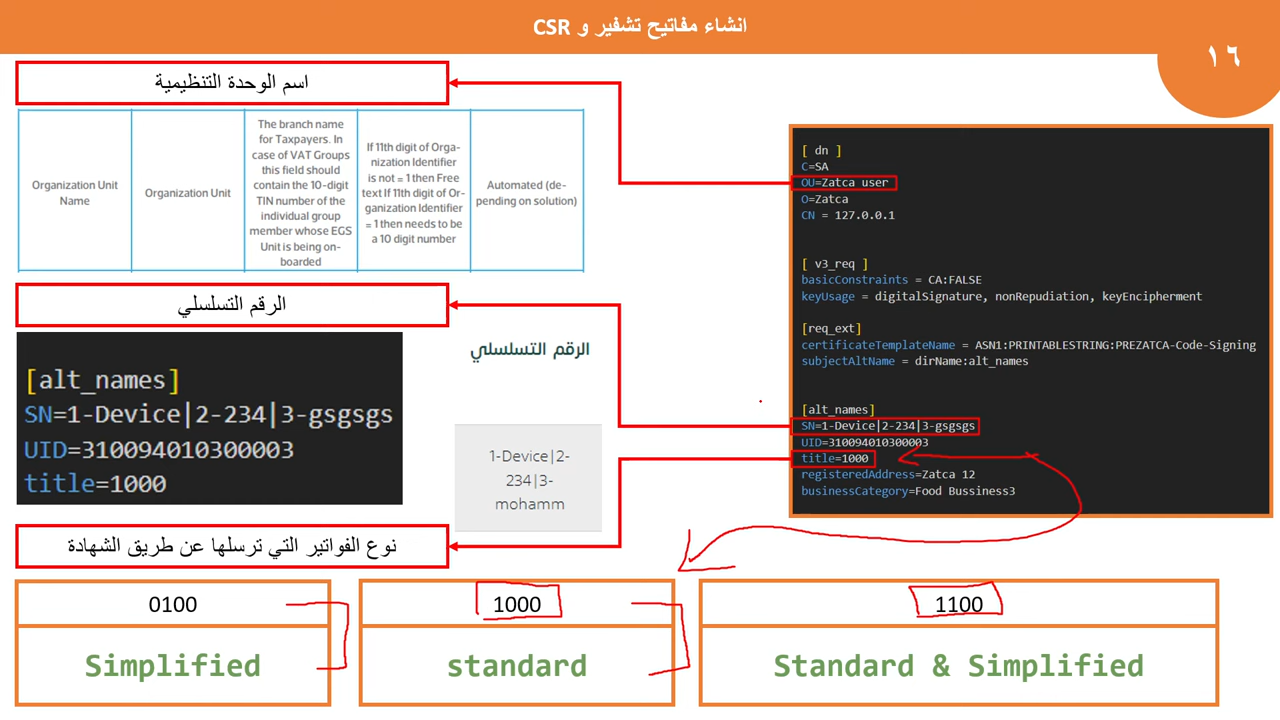 انشاء مفاتيح تشفير و CSR
١٦
اسم الوحدة التنظيمية
Organization Unit
Name
Organization Unit
The branch name
for Taxpayers. In
case of VAT Groups
this field should
contain the 10-digit
TIN number of the
individual group
member whose EGS
Unit is being on-
boarded
If 11th digit of Orga-
nization Identifier
is not = 1 then Free
text If 11th digit of Or-
ganization Identifier
= 1 then needs to be
a 10 digit number
Automated (de-
pending on solution)
[ dn ]
C=SA
OU=Zatca user
O=Zatca
CN = 127.0.0.1
[ v3_req ]
basicConstraints = CA:FALSE
keyUsage = digitalSignature, nonRepudiation, keyEncipherment
[req_ext]
certificateTemplateName = ASN1:PRINTABLESTRING:PREZATCA-Code-Signing
subjectAltName = dirName:alt_names
[alt_names]
SN=1-Device|2-234|3-gsgsgs
UID=310094010300003
title=1000
registeredAddress=Zatca 12
businessCategory=Food Bussiness3
الرقم التسلسلي
[alt_names]
SN=1-Device|2-234|3-gsgsgs
UID=310094010300003
title=1000
الرقم التسلسلي
1-Device|2-
234|3-
mohamm
نوع الفواتير التي ترسلها عن طريق الشهادة
0100
Simplified
1000
standard
1100
Standard & Simplified